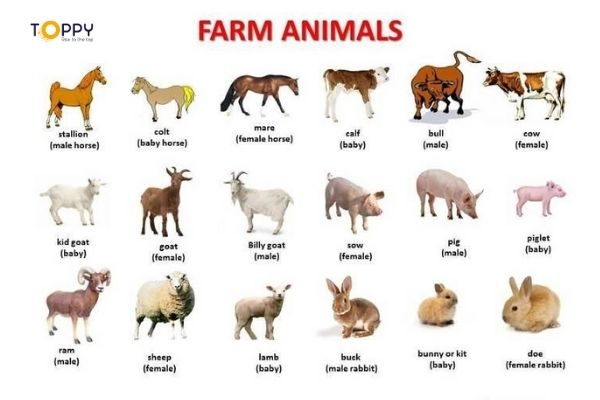 TOPPY
Rise to the top
FARM ANIMALS
stallion
(male horse)
colt
(baby horse)
mare
(female horse)
calf
(baby)
bull
(male)
cow
(female)
kid goat
(baby)
goat
(female)
Billy goat
(male)
sow
(female)
pig
(male)
piglet
(baby)
ram
(male)
sheep
(female)
lamb
(baby)
buck
(male rabbit)
bunny or kit
(baby)
doe
(female rabbit)